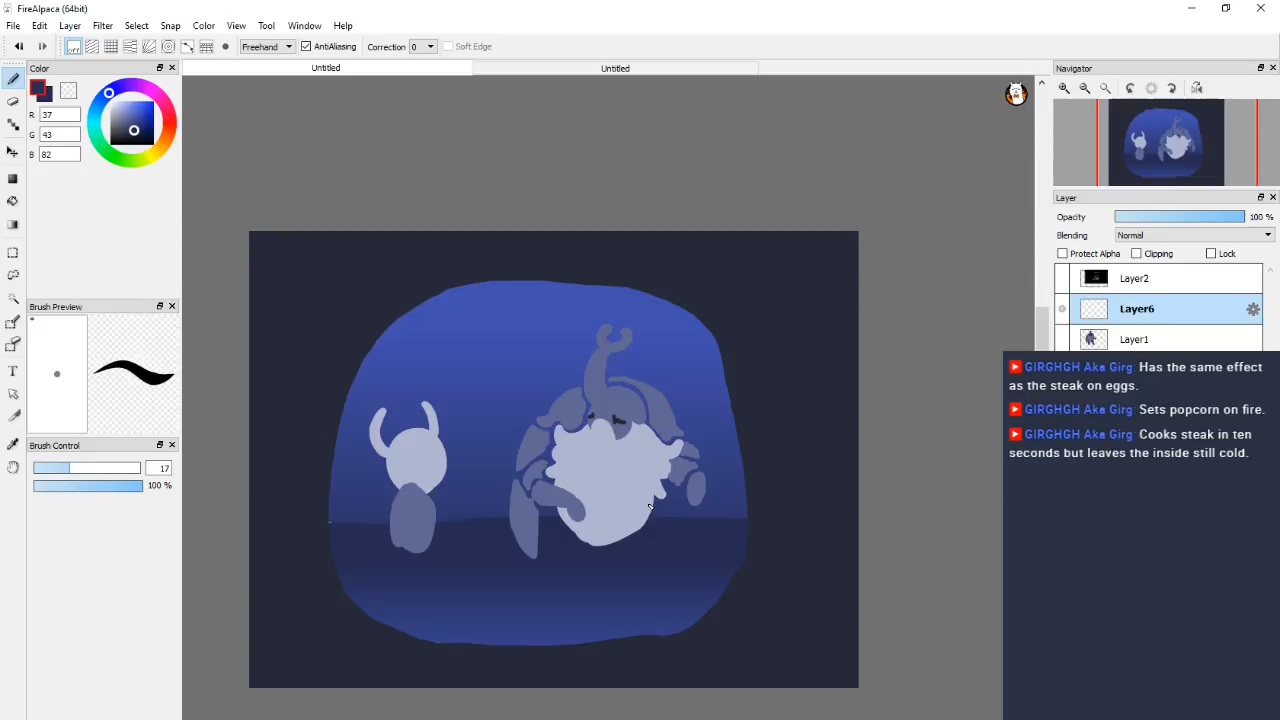 FireAlpaca (64bit)
File Edit Layer Filter Select Snap Color View Tool Window Help
off Freehand AntiAliasing Correction 0 Soft Edge
Color
Untitled
Untitled
Navigator
R 37
G 43
B 82
Layer
Opacity 100 %
Blending Normal
Protect Alpha Clipping Lock
Layer2
Layer6
Layer1
Brush Preview
Brush Control
17
100 %
GIRGHGH Aka Girg: Has the same effect
as the steak on eggs.
GIRGHGH Aka Girg: Sets popcorn on fire.
GIRGHGH Aka Girg: Cooks steak in ten
seconds but leaves the inside still cold.